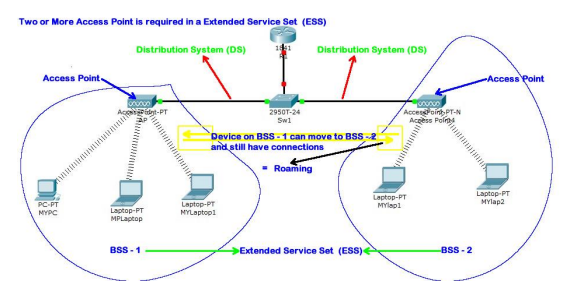 Two or More Access Point is required in a Extended Service Set (ESS)
1841
R1
Distribution System (DS)
Distribution System (DS)
Access Point
Access Point
AccessPoint-PT
AP
2950T-24
Sw1
AccessPoint-PT-N
Access Point4
Device on BSS - 1 can move to BSS - 2
and still have connections
= Roaming
PC-PT
MYPC
Laptop-PT
MPLaptop
Laptop-PT
MYLaptop1
Laptop-PT
MYlap1
Laptop-PT
MYlap2
BSS - 1
Extended Service Set (ESS)
BSS - 2